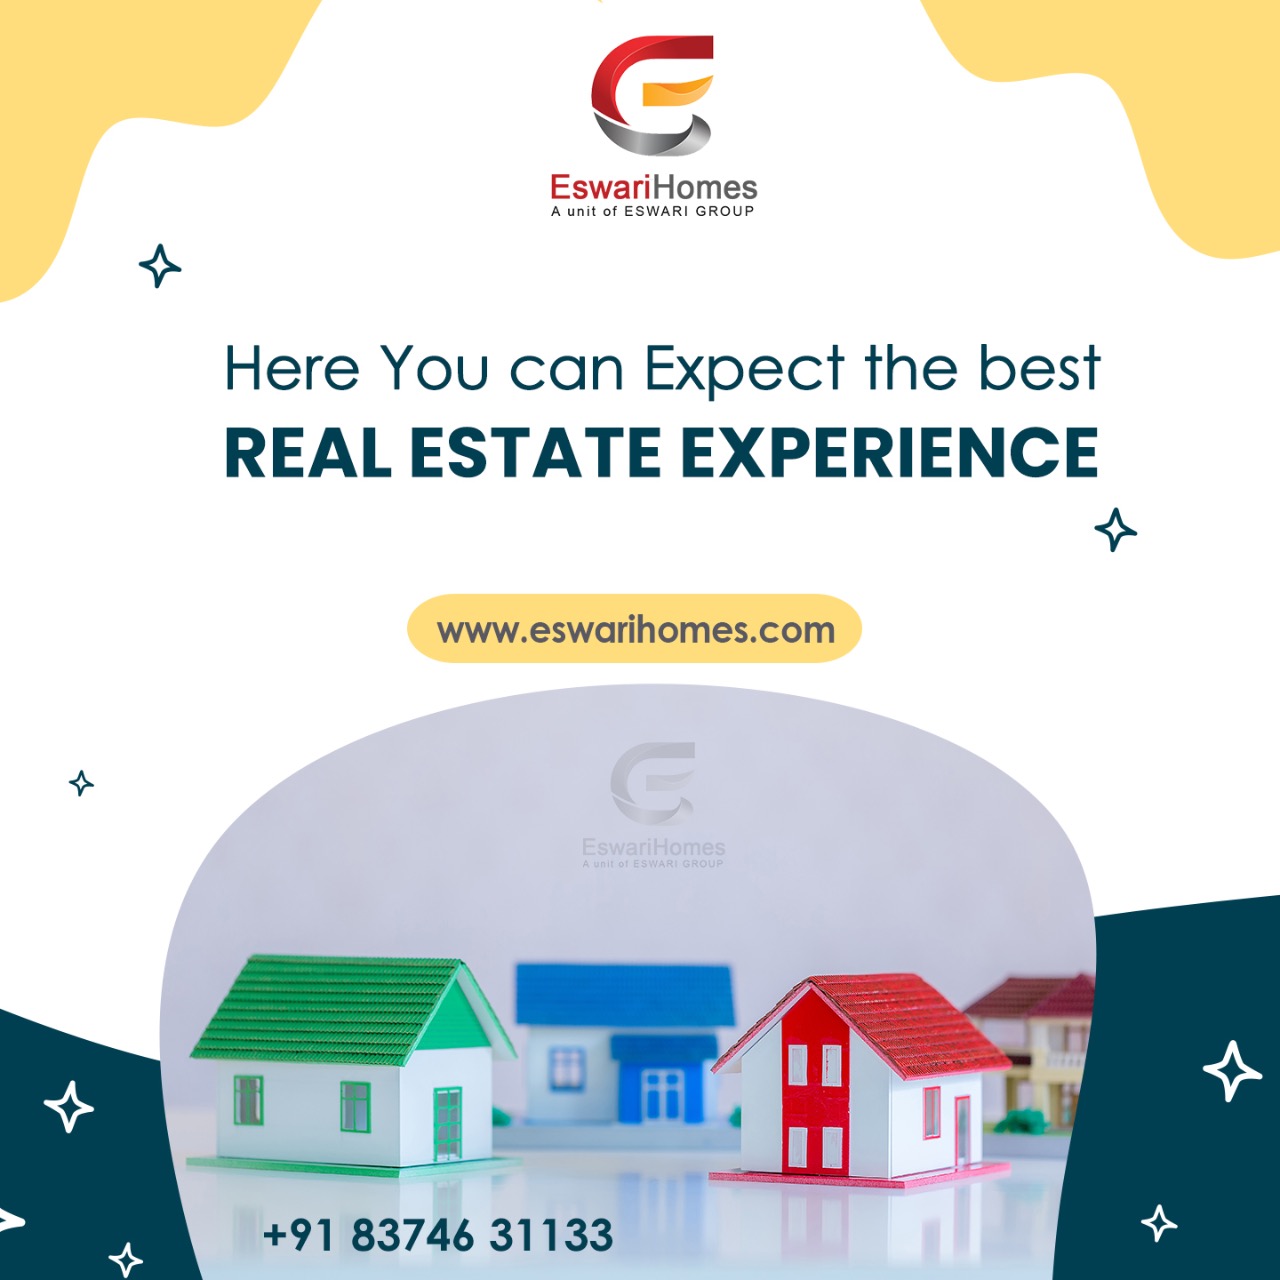 EswariHomes
A unit of ESWARI GROUP
Here You can Expect the best
REAL ESTATE EXPERIENCE
www.eswarihomes.com
EswariHomes
A unit of ESWARI GROUP
+91 83746 31133